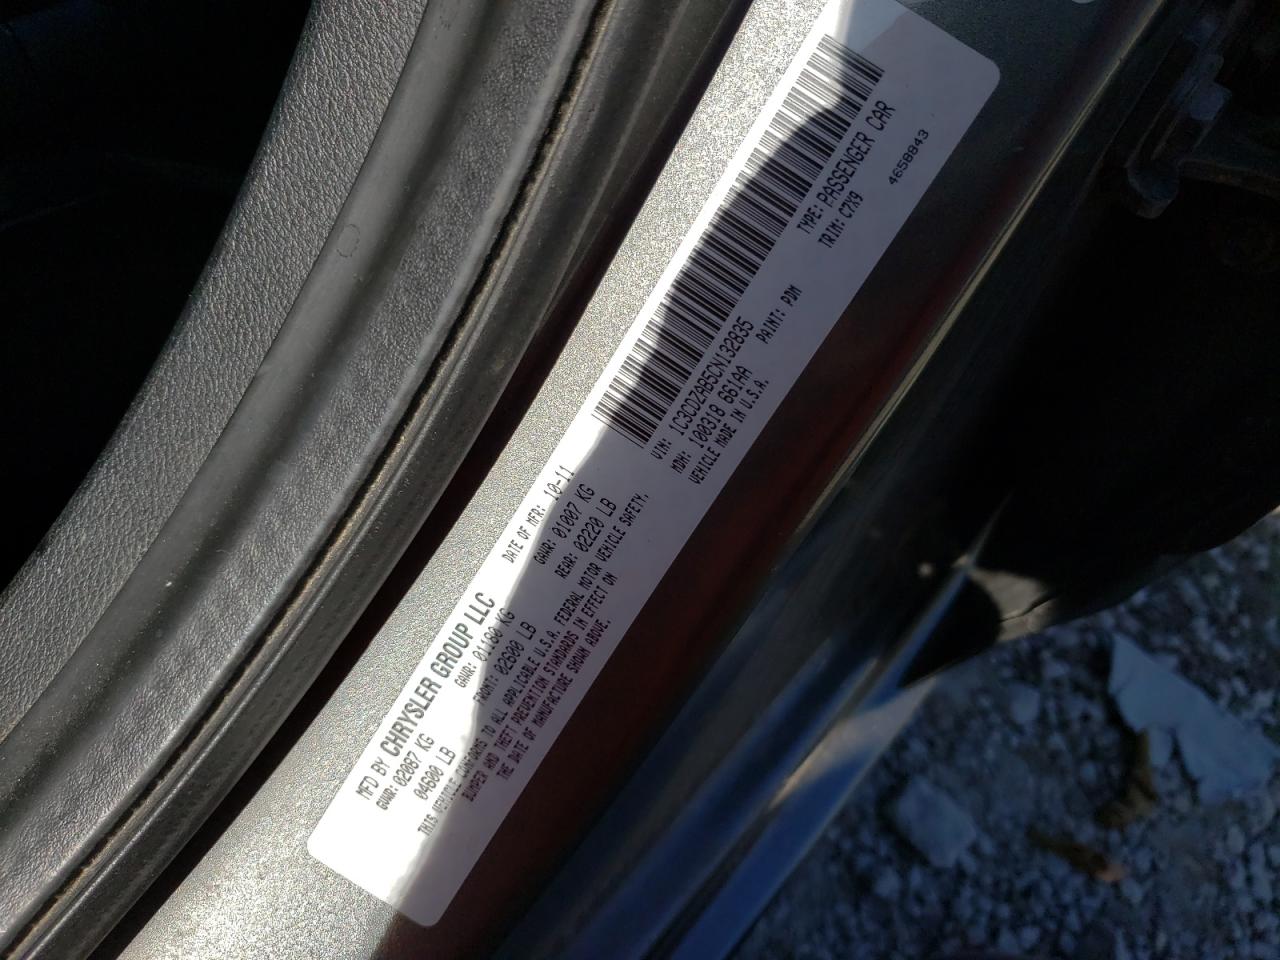 MFD BY CHRYSLER GROUP LLC DATE OF MFR: 10-11
GVWR: 02087 KG GAWR: 01180 KG GAWR: 01007 KG
04600 LB FRONT: 02600 LB REAR: 02220 LB
THIS VEHICLE CONFORMS TO ALL APPLICABLE U.S.A. FEDERAL MOTOR VEHICLE SAFETY,
BUMPER AND THEFT PREVENTION STANDARDS IN EFFECT ON
THE DATE OF MANUFACTURE SHOWN ABOVE.
VIN: 1C3CDZAB5CN132835 TYPE: PASSENGER CAR
MDH: 100318 661AA PAINT: PDM TRIM: C7X9
VEHICLE MADE IN U.S.A. 4658843